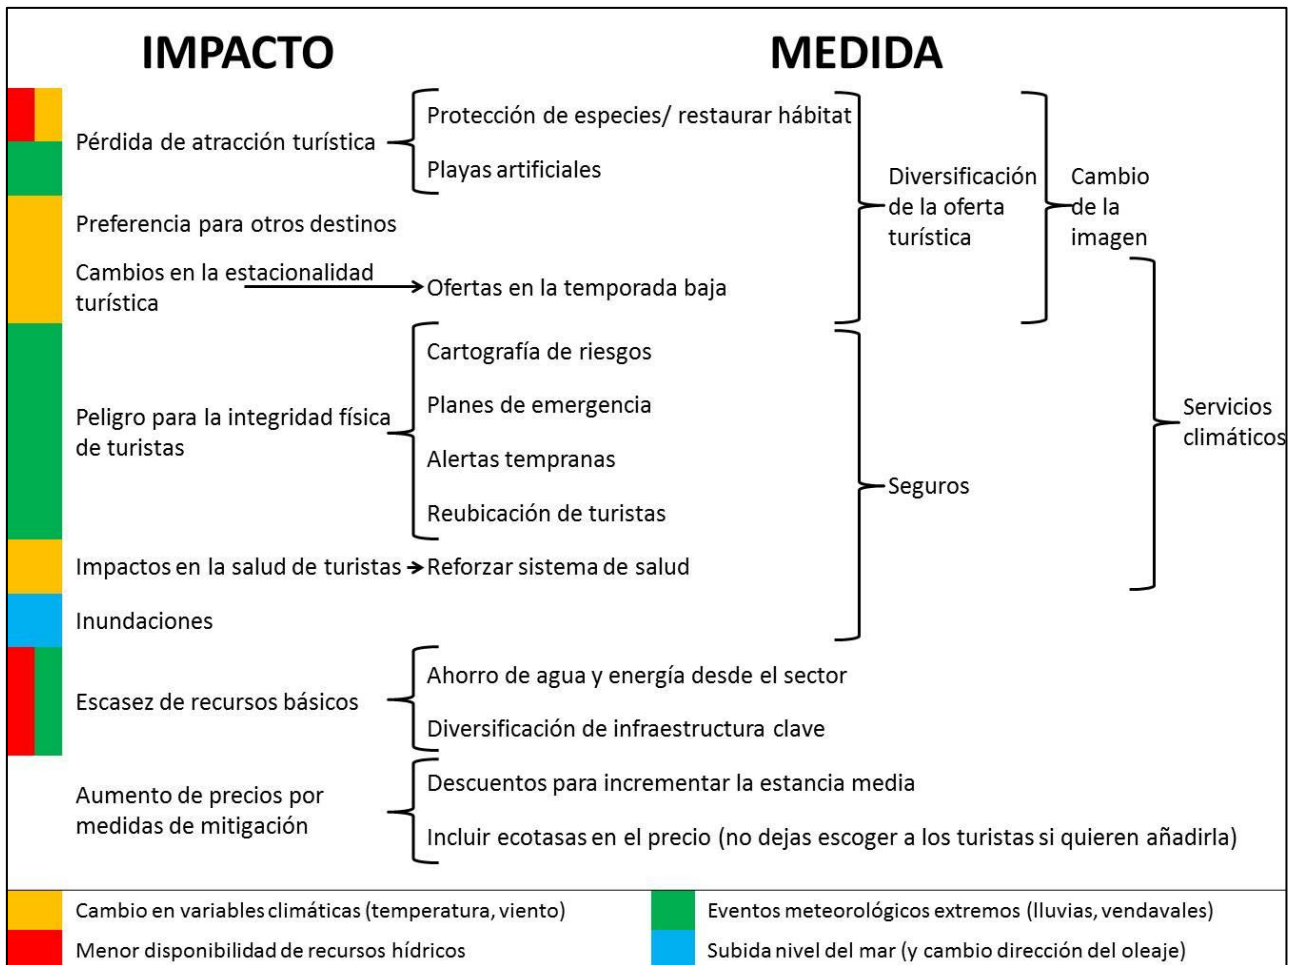 IMPACTO
MEDIDA
Pérdida de atracción turística
Protección de especies/ restaurar hábitat
Playas artificiales
Diversificación
de la oferta
turística
Cambio
de la
imagen
Preferencia para otros destinos
Cambios en la estacionalidad
turística
Ofertas en la temporada baja
Peligro para la integridad física
de turistas
Cartografía de riesgos
Planes de emergencia
Alertas tempranas
Reubicación de turistas
Seguros
Servicios
climáticos
Impactos en la salud de turistas
Reforzar sistema de salud
Inundaciones
Escasez de recursos básicos
Ahorro de agua y energía desde el sector
Diversificación de infraestructura clave
Aumento de precios por
medidas de mitigación
Descuentos para incrementar la estancia media
Incluir ecotasas en el precio (no dejas escoger a los turistas si quieren añadirla)
Cambio en variables climáticas (temperatura, viento)
Eventos meteorológicos extremos (lluvias, vendavales)
Menor disponibilidad de recursos hídricos
Subida nivel del mar (y cambio dirección del oleaje)